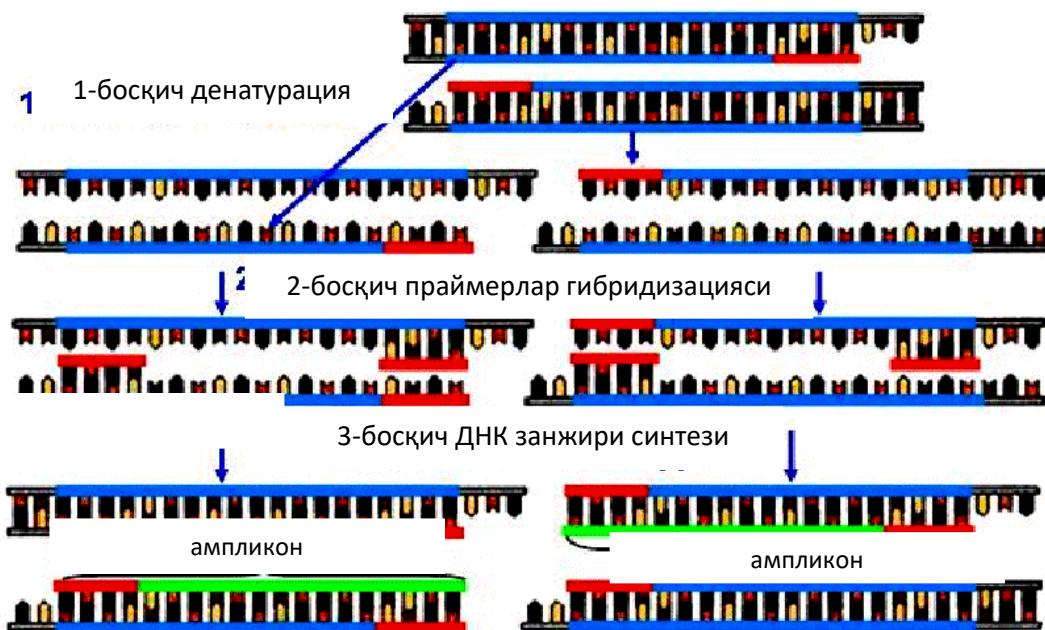 1-босқич денатурация
1
2
2-босқич праймерлар гибридизацияси
3-босқич ДНК занжири синтези
ампликон
ампликон